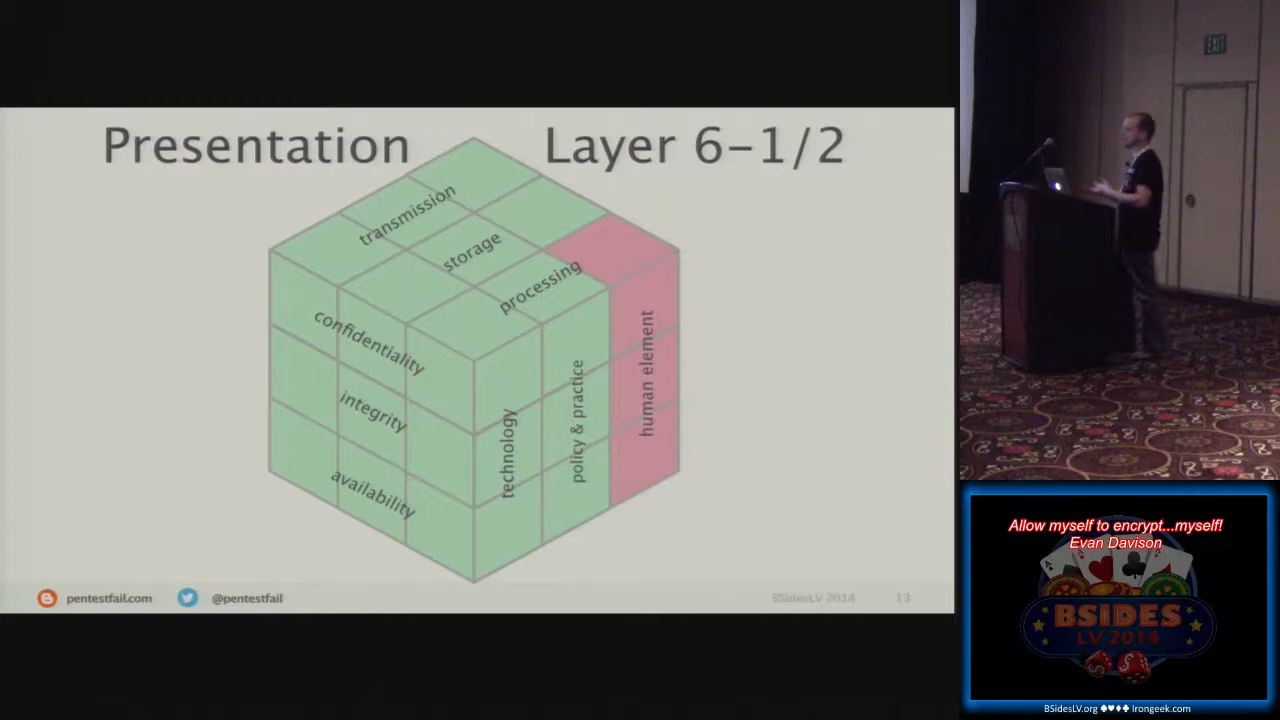 Presentation Layer 6-1/2
transmission
storage
processing
confidentiality
integrity
availability
technology
policy & practice
human element
pentestfail.com @pentestfail BSidesLV 2014 13
EXIT
Allow myself to encrypt...myself!
Evan Davison
BSIDES
LV 2014
BSidesLV.org ♠♥♦♣ Irongeek.com